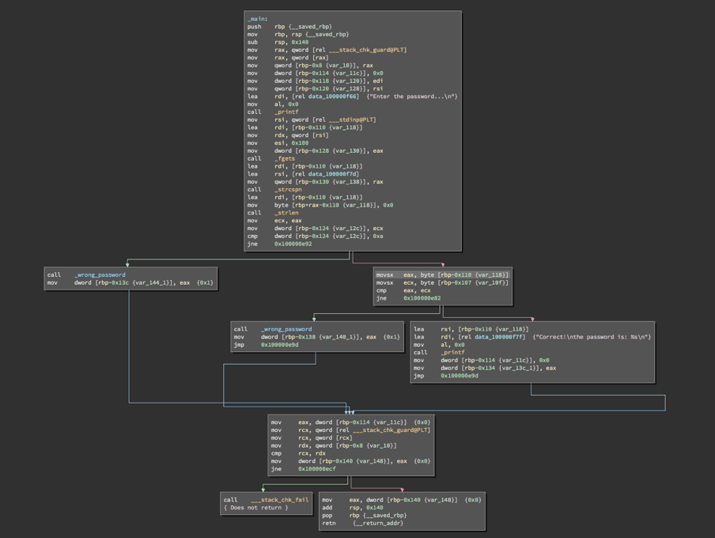 _main:
push rbp {__saved_rbp}
mov rbp, rsp {__saved_rbp}
sub rsp, 0x140
mov rax, qword [rel ___stack_chk_guard@PLT]
mov rax, qword [rax]
mov qword [rbp-0x8 {var_10}], rax
mov dword [rbp-0x114 {var_11c}], 0x0
mov dword [rbp-0x118 {var_120}], edi
mov qword [rbp-0x120 {var_128}], rsi
lea rdi, [rel data_100000f66] {"Enter the password...\n"}
mov al, 0x0
call _printf
mov rsi, qword [rel ___stdinp@PLT]
lea rdi, [rbp-0x110 {var_118}]
mov rdx, qword [rsi]
mov esi, 0x100
mov dword [rbp-0x128 {var_130}], eax
call _fgets
lea rdi, [rbp-0x110 {var_118}]
lea rsi, [rel data_100000f7d]
mov qword [rbp-0x130 {var_138}], rax
call _strcspn
lea rdi, [rbp-0x110 {var_118}]
mov byte [rbp+rax-0x110 {var_118}], 0x0
call _strlen
mov ecx, eax
mov dword [rbp-0x124 {var_12c}], ecx
cmp dword [rbp-0x124 {var_12c}], 0xa
jne 0x100000e92
call _wrong_password
mov dword [rbp-0x13c {var_144_1}], eax {0x1}
movsx eax, byte [rbp-0x110 {var_118}]
movsx ecx, byte [rbp-0x107 {var_10f}]
cmp eax, ecx
jne 0x100000e82
call _wrong_password
mov dword [rbp-0x138 {var_140_1}], eax {0x1}
jmp 0x100000e9d
lea rsi, [rbp-0x110 {var_118}]
lea rdi, [rel data_100000f7f] {"Correct!\nthe password is: %s\n"}
mov al, 0x0
call _printf
mov dword [rbp-0x114 {var_11c}], 0x0
mov dword [rbp-0x134 {var_13c_1}], eax
jmp 0x100000e9d
mov eax, dword [rbp-0x114 {var_11c}] {0x0}
mov rcx, qword [rel ___stack_chk_guard@PLT]
mov rcx, qword [rcx]
mov rdx, qword [rbp-0x8 {var_10}]
cmp rcx, rdx
mov dword [rbp-0x140 {var_148}], eax {0x0}
jne 0x100000ecf
call ___stack_chk_fail
{ Does not return }
mov eax, dword [rbp-0x140 {var_148}] {0x0}
add rsp, 0x140
pop rbp {__saved_rbp}
retn {__return_addr}